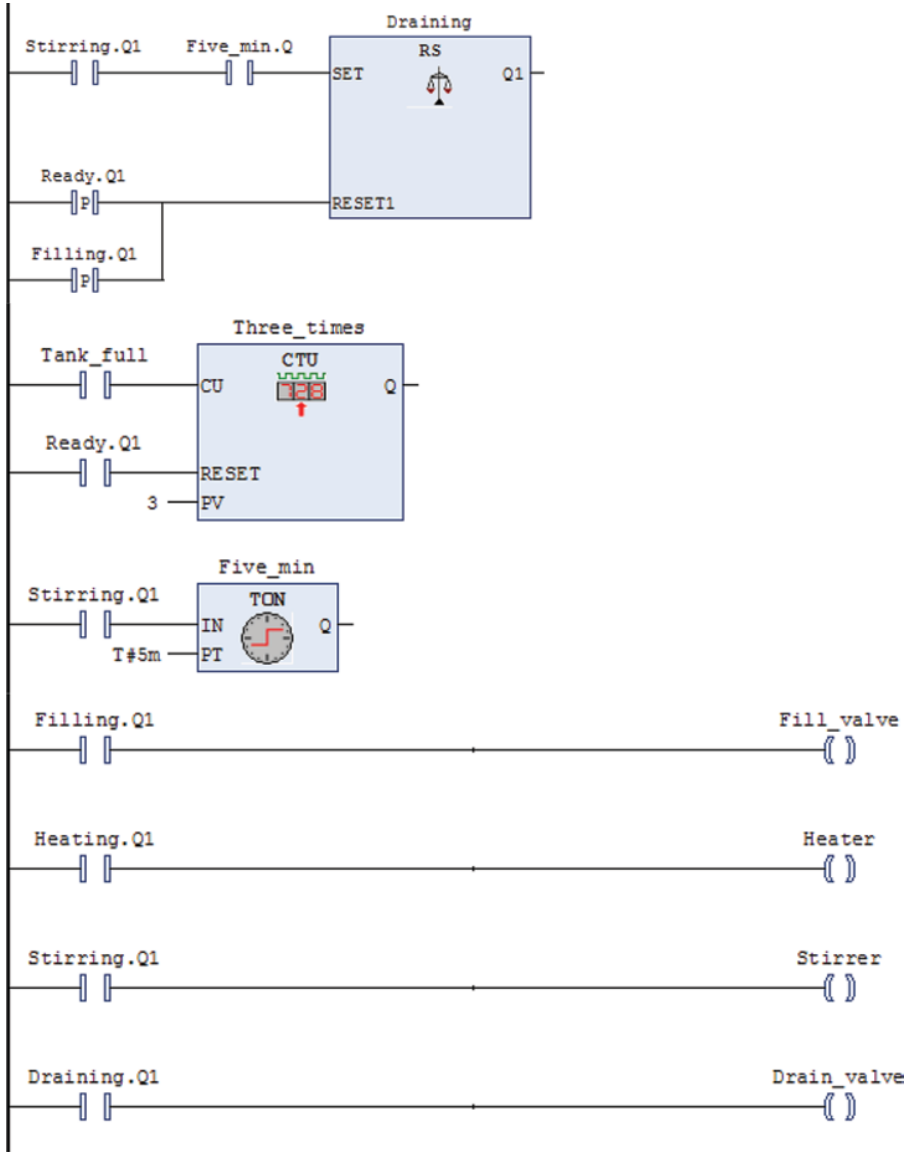 Draining
Stirring.Q1 Five_min.Q RS
SET Q1
Ready.Q1
P RESET1
Filling.Q1
P
Three_times
Tank_full CTU
728
CU Q
Ready.Q1
RESET
3 PV
Five_min
Stirring.Q1 TON
IN Q
T#5m PT
Filling.Q1 Fill_valve
Heating.Q1 Heater
Stirring.Q1 Stirrer
Draining.Q1 Drain_valve